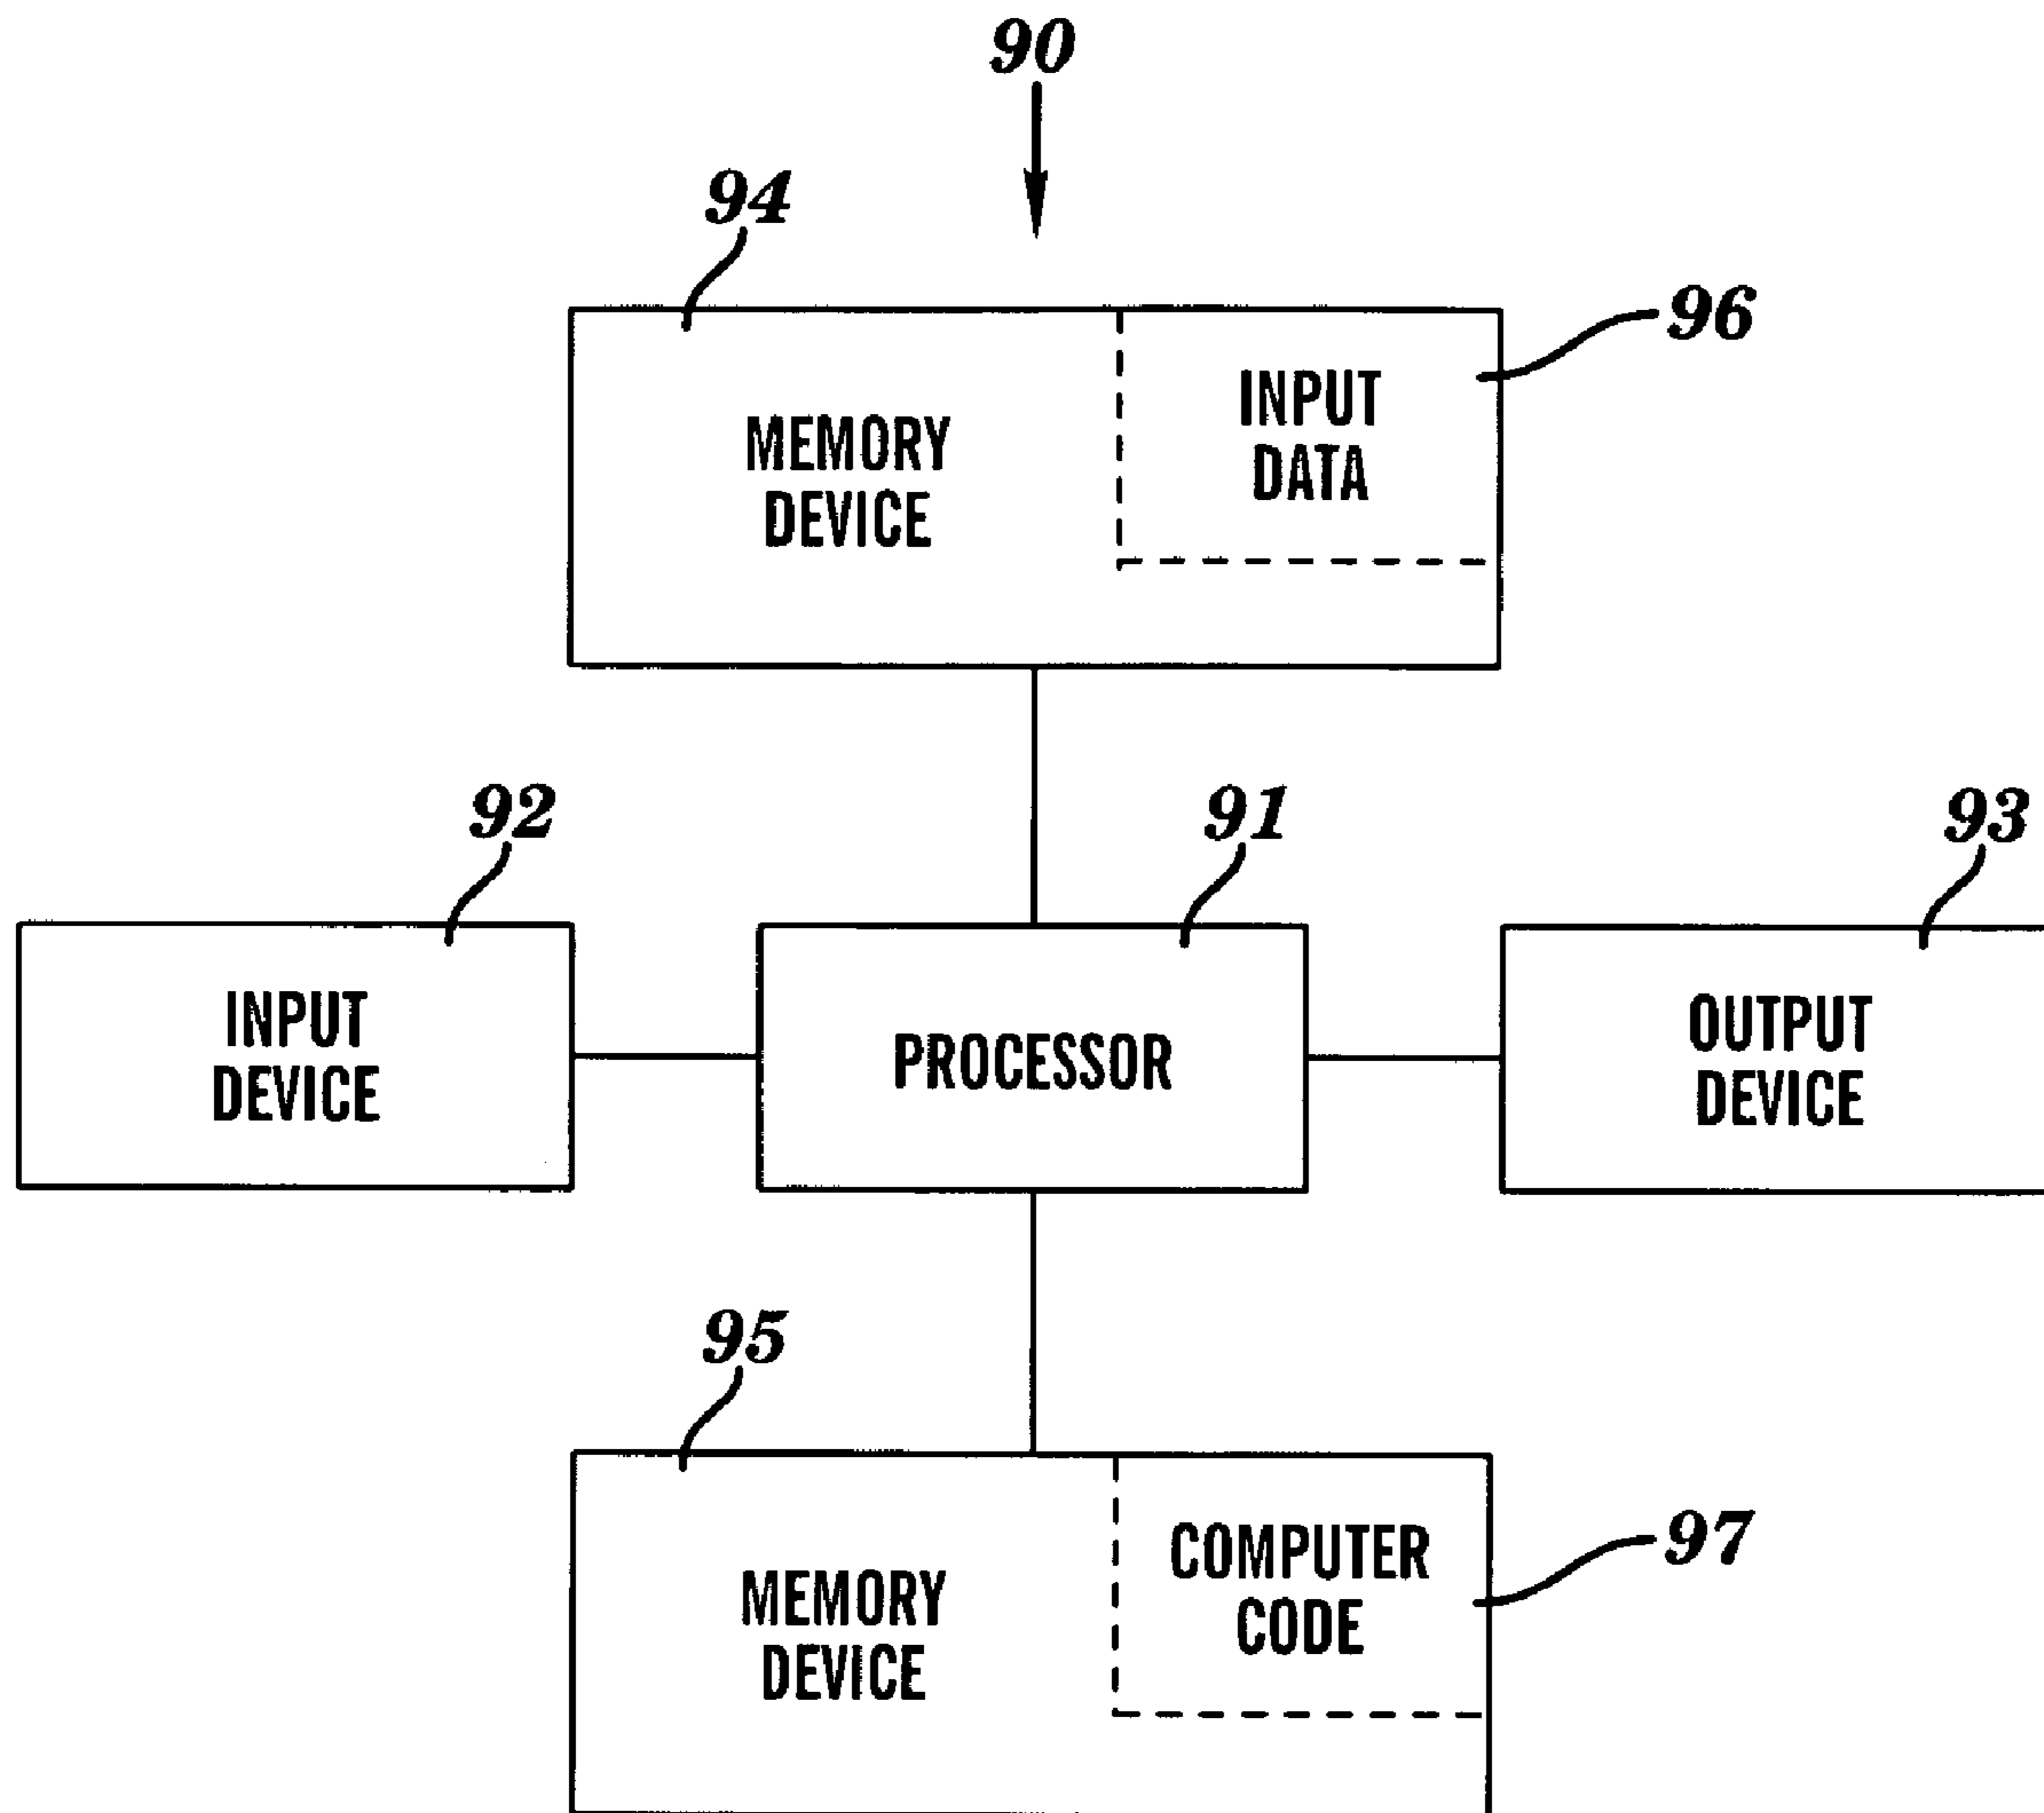 90
94
96
INPUT
DATA
MEMORY
DEVICE
92
91
93
INPUT
DEVICE
PROCESSOR
OUTPUT
DEVICE
95
97
COMPUTER
CODE
MEMORY
DEVICE